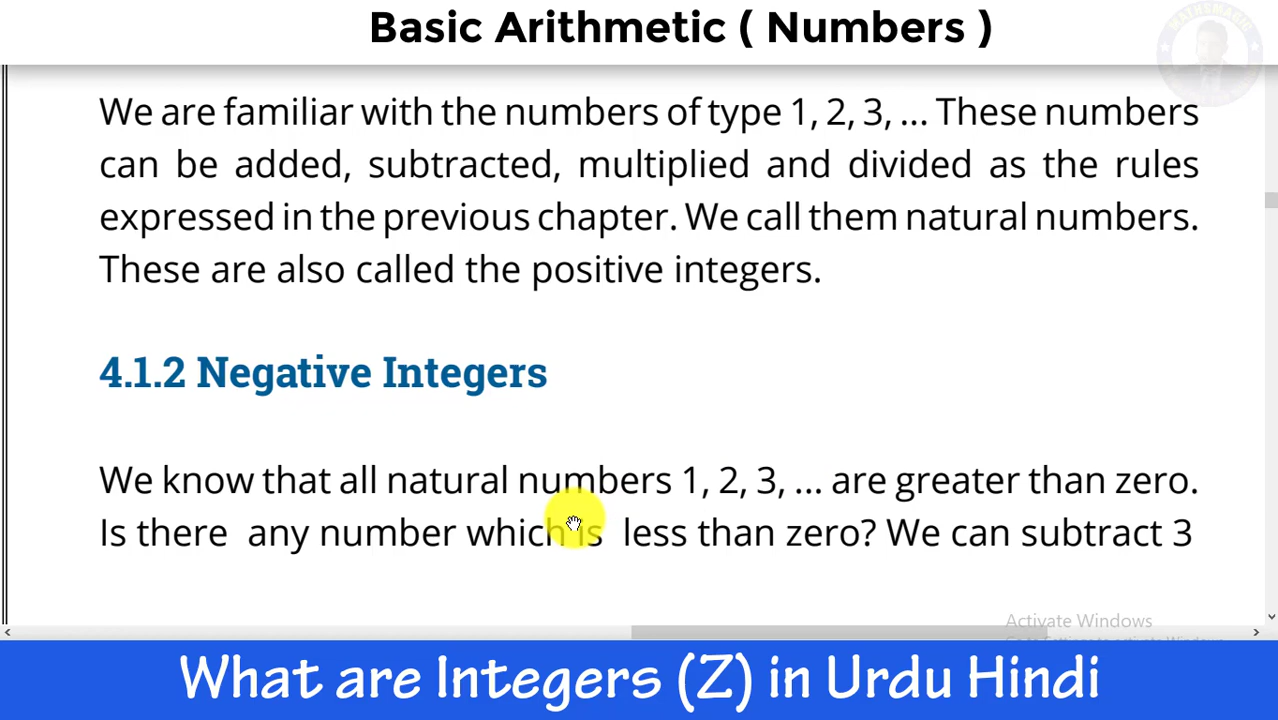 Basic Arithmetic ( Numbers )
We are familiar with the numbers of type 1, 2, 3, ... These numbers
can be added, subtracted, multiplied and divided as the rules
expressed in the previous chapter. We call them natural numbers.
These are also called the positive integers.
4.1.2 Negative Integers
We know that all natural numbers 1, 2, 3, ... are greater than zero.
Is there any number which is less than zero? We can subtract 3
Activate Windows
What are Integers (Z) in Urdu Hindi